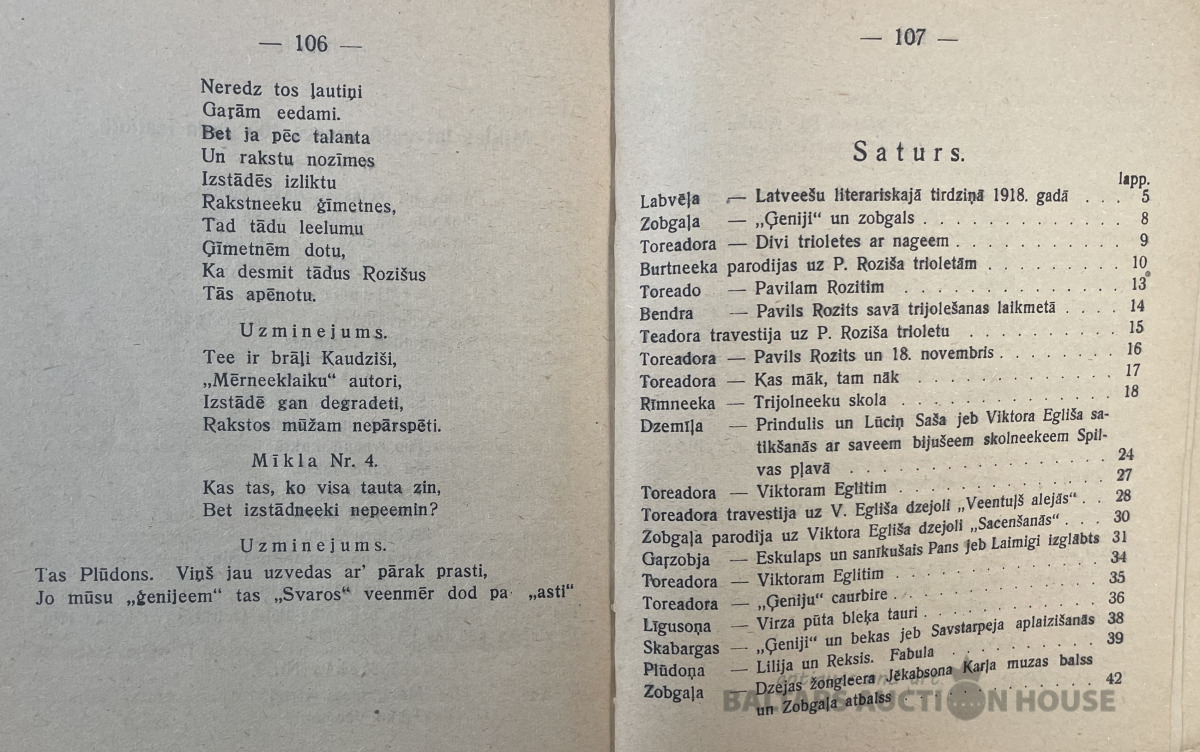 — 106 —
Neredz tos ļautiņi
Gaŗām eedami.
Bet ja pēc talanta
Un rakstu nozīmes
Izstādēs izliktu
Rakstneeku ģīmetnes,
Tad tādu leelumu
Ģīmetnēm dotu,
Ka desmit tādus Rozišus
Tās apēnotu.
Uzminejums.
Tee ir brāļi Kaudziši,
„Mērneeklaiku“ autori,
Izstādē gan degradeti,
Rakstos mūžam nepārspēti.
Mīkla Nr. 4.
Kas tas, ko visa tauta zin,
Bet izstādneeki nepeemin?
Uzminejums.
Tas Plūdons. Viņš jau uzvedas ar’ pārak prasti,
Jo mūsu „ģenijeem“ tas „Svaros“ veenmēr dod pa „asti“
— 107 —
Saturs.
lapp.
Labvēļa — Latveešu literariskajā tirdziņā 1918. gadā . . . 5
Zobgaļa — „Ģeniji“ un zobgals . . . . . . . . . . . 8
Toreadora — Divi trioletes ar nageem . . . . . . . . . . 9
Burtneeka parodijas uz P. Roziša trioletām . . . . . . . . . 10
Toreado — Pavilam Rozitim . . . . . . . . . . . . 13
Bendra — Pavils Rozits savā trijolešanas laikmetā . . . . 14
Teadora travestija uz P. Roziša trioletu . . . . . . . . . 15
Toreadora — Pavils Rozits un 18. novembris . . . . . . . 16
Toreadora — Kas māk, tam nāk . . . . . . . . . . . 17
Rīmneeka — Trijolneeku skola . . . . . . . . . . . 18
Dzemiļa — Prindulis un Lūciņ Saša jeb Viktora Egliša sa-
tikšanās ar saveem bijušeem skolneekeem Spil-
vas pļavā . . . . . . . . . . . . . . 24
Toreadora — Viktoram Eglitim . . . . . . . . . . . 27
Toreadora travestija uz V. Egliša dzejoli „Veentuļš alejās“ . . 28
Zobgaļa parodija uz Viktora Egliša dzejoli „Sacenšanās“ . . . 30
Gaŗzobja — Eskulaps un sanīkušais Pans jeb Laimigi izglābts 31
Toreadora — Viktoram Eglitim . . . . . . . . . . . 34
Toreadora — „Ģeniju“ caurbire . . . . . . . . . . . 35
Līgusoņa — Virza pūta bleķa tauri . . . . . . . . . . 36
Skabargas — „Ģeniji“ un bekas jeb Savstarpeja aplaizišanās 38
Plūdoņa — Lilija un Reksis. Fabula . . . . . . . . . 39
Zobgaļa — Dzejas žonglēera Jēkabsona Kaŗļa muzas balss
un Zobgaļa atbalss . . . . . . . . . . . 42
BALTARS AUCTION HOUSE